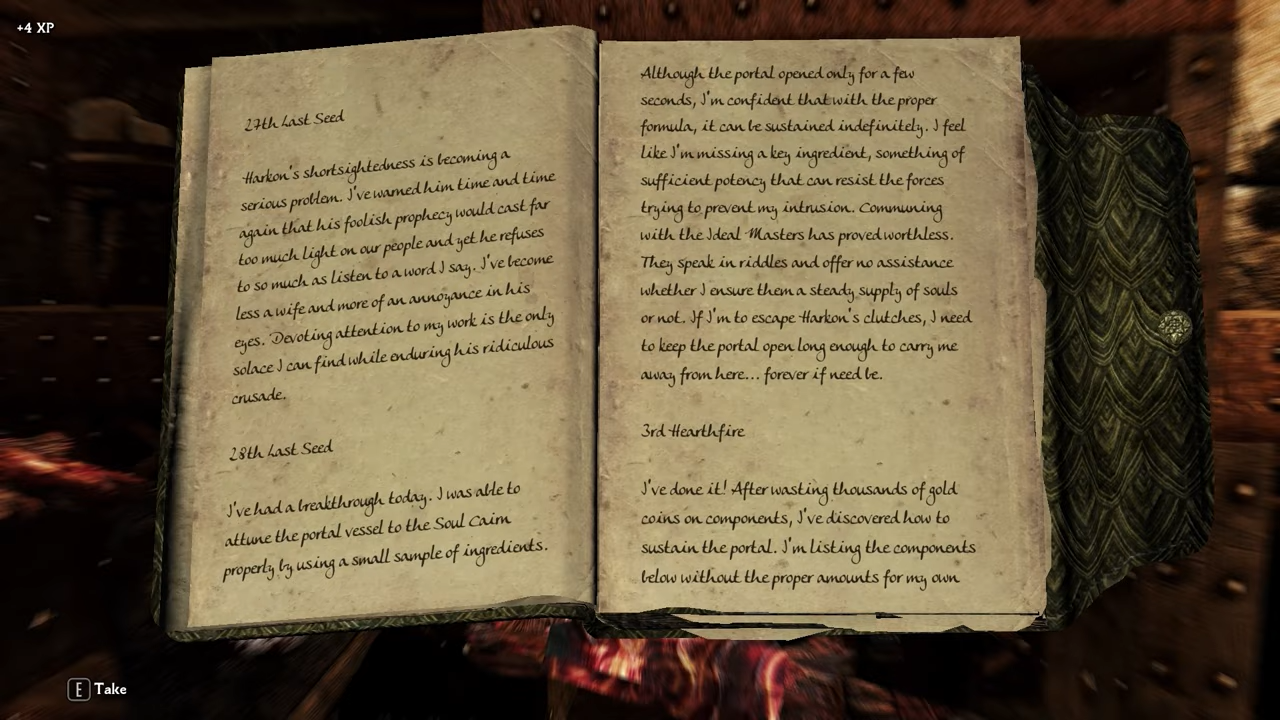 +4 XP
27th Last Seed
Harkon's shortsightedness is becoming a
serious problem. I've warned him time and time
again that his foolish prophecy would cast far
too much light on our people and yet he refuses
to so much as listen to a word I say. I've become
less a wife and more of an annoyance in his
eyes. Devoting attention to my work is the only
solace I can find while enduring his ridiculous
crusade.
28th Last Seed
I've had a breakthrough today. I was able to
attune the portal vessel to the Soul Cairn
properly by using a small sample of ingredients.
Although the portal opened only for a few
seconds, I'm confident that with the proper
formula, it can be sustained indefinitely. I feel
like I'm missing a key ingredient, something of
sufficient potency that can resist the forces
trying to prevent my intrusion. Communing
with the Ideal Masters has proved worthless.
They speak in riddles and offer no assistance
whether I ensure them a steady supply of souls
or not. If I'm to escape Harkon's clutches, I need
to keep the portal open long enough to carry me
away from here... forever if need be.
3rd Hearthfire
I've done it! After wasting thousands of gold
coins on components, I've discovered how to
sustain the portal. I'm listing the components
below without the proper amounts for my own
E Take